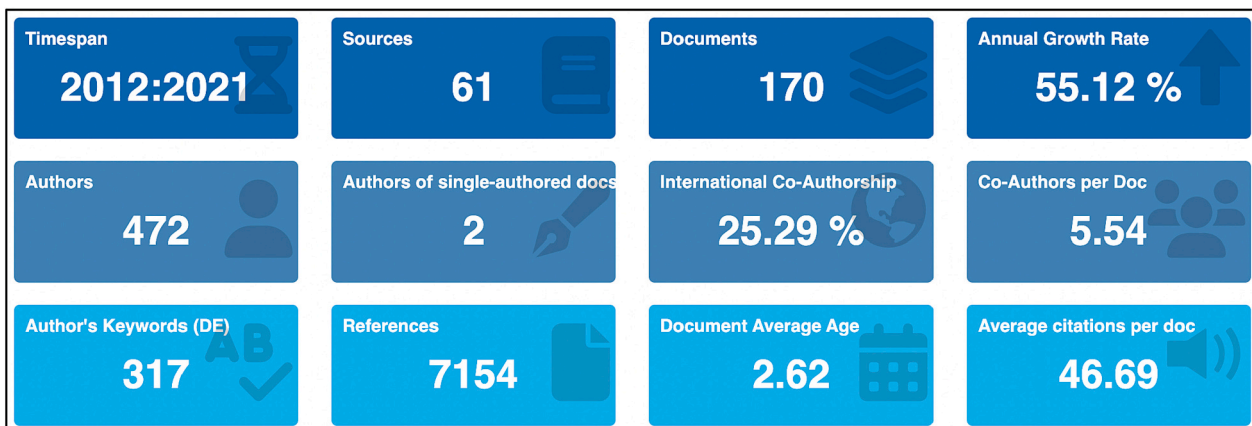 Timespan
2012:2021
Sources
61
Documents
170
Annual Growth Rate
55.12 %
Authors
472
Authors of single-authored docs
2
International Co-Authorship
25.29 %
Co-Authors per Doc
5.54
Author's Keywords (DE)
317
AB
References
7154
Document Average Age
2.62
Average citations per doc
46.69